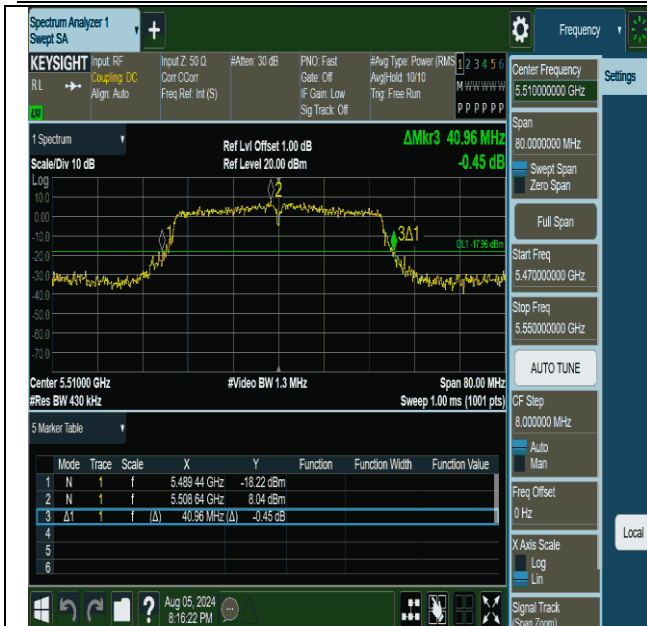 Spectrum Analyzer 1
Swept SA
+
Frequency
KEYSIGHT
RL
LXI
Input: RF
Coupling: DC
Align: Auto
Input Z: 50 Ω
Corr CCorr
Freq Ref: Int (S)
#Atten: 30 dB
PNO: Fast
Gate: Off
IF Gain: Low
Sig Track: Off
#Avg Type: Power (RMS
Avg|Hold: 10/10
Trig: Free Run
1 2 3 4 5 6
M W W W W W
P P P P P P
1 Spectrum
Scale/Div 10 dB
Ref Lvl Offset 1.00 dB
Ref Level 20.00 dBm
ΔMkr3 40.96 MHz
-0.45 dB
Log
10.0
0.00
-10.0
-20.0
-30.0
-40.0
-50.0
-60.0
-70.0
1
2
3Δ1
DL1 -17.96 dBm
Center 5.51000 GHz
#Res BW 430 kHz
#Video BW 1.3 MHz
Span 80.00 MHz
Sweep 1.00 ms (1001 pts)
5 Marker Table
Mode Trace Scale X Y Function Function Width Function Value
1 N 1 f 5.489 44 GHz -18.22 dBm
2 N 1 f 5.508 64 GHz 8.04 dBm
3 Δ1 1 f (Δ) 40.96 MHz (Δ) -0.45 dB
4
5
6
?
Aug 05, 2024
8:16:22 PM
Center Frequency
5.510000000 GHz
Settings
Span
80.0000000 MHz
Swept Span
Zero Span
Full Span
Start Freq
5.470000000 GHz
Stop Freq
5.550000000 GHz
AUTO TUNE
CF Step
8.000000 MHz
Auto
Man
Freq Offset
0 Hz
X Axis Scale
Log
Lin
Local
Signal Track
(Span Zoom)